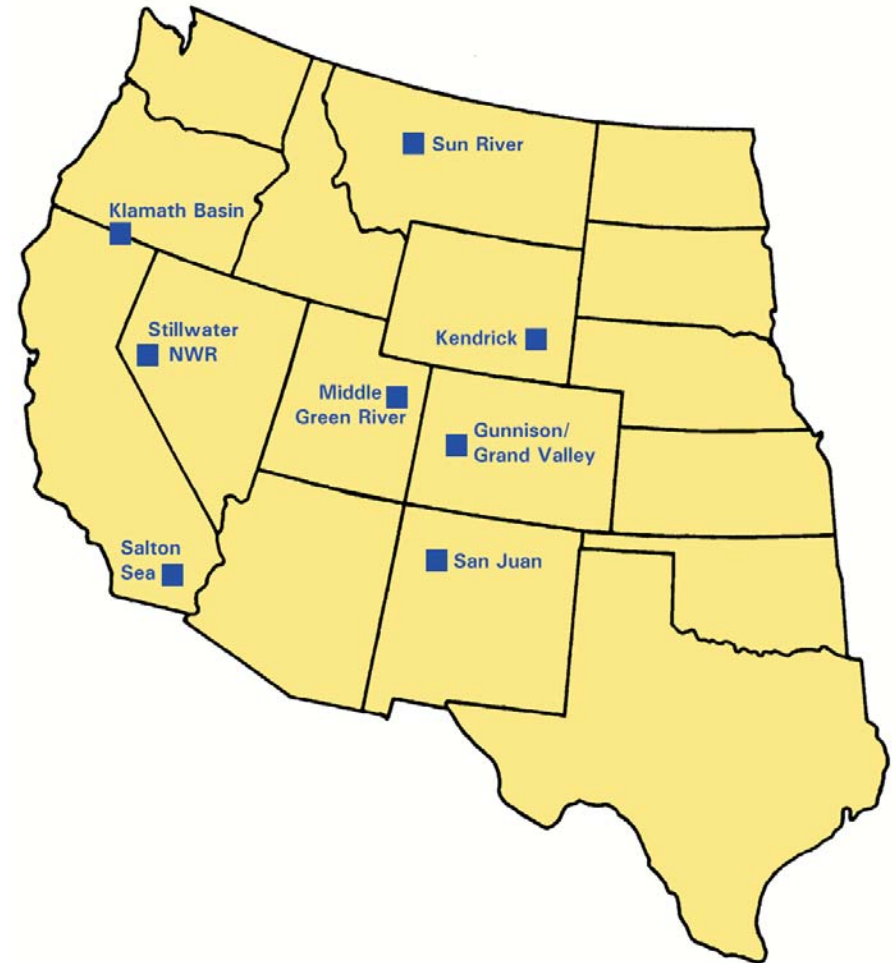 Sun River
Klamath Basin
Stillwater
NWR
Kendrick
Middle
Green River
Gunnison/
Grand Valley
Salton
Sea
San Juan